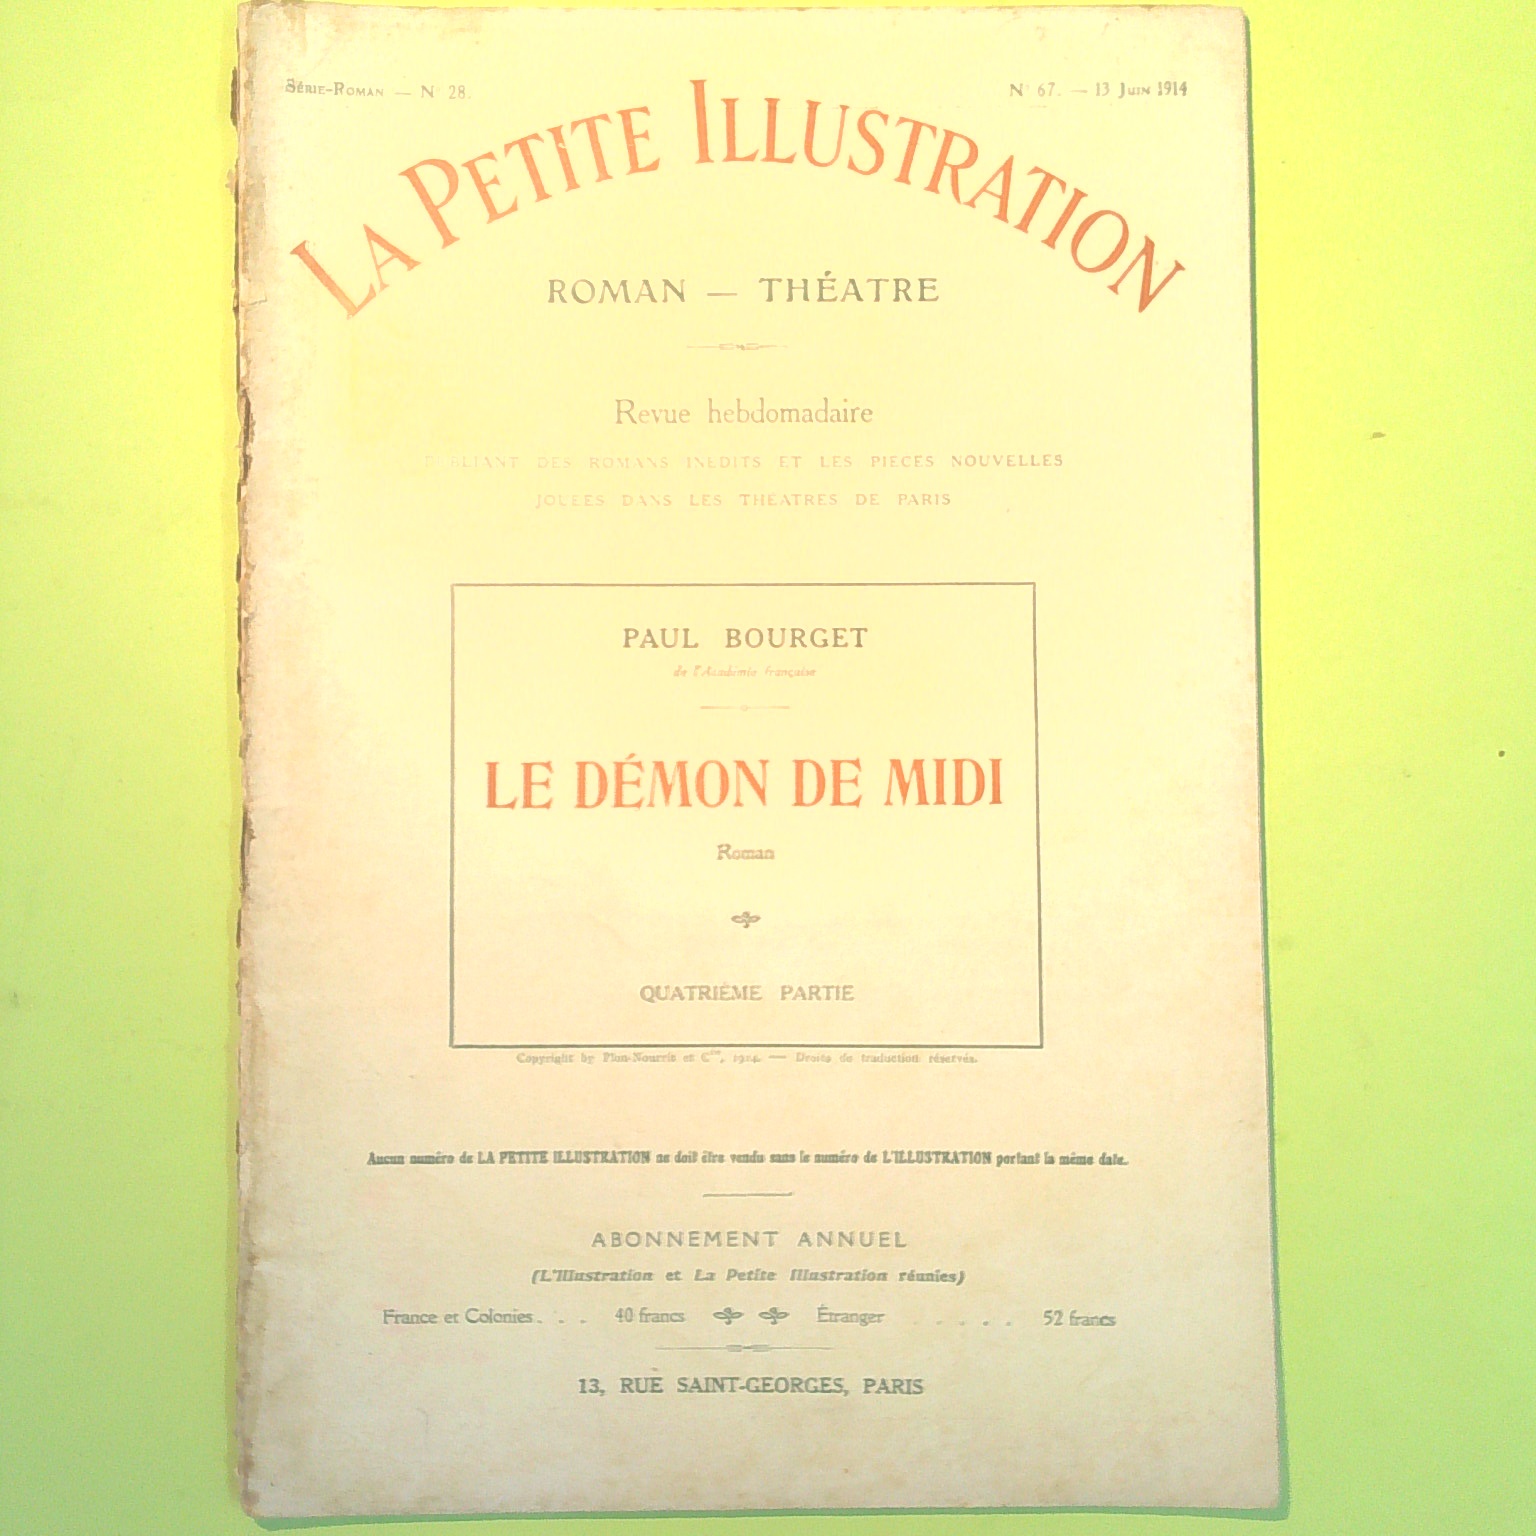 Série-Roman — N° 28.
N° 67. — 13 Juin 1914
La Petite Illustration
ROMAN — THÉATRE
Revue hebdomadaire
PUBLIANT DES ROMANS INÉDITS ET LES PIÈCES NOUVELLES
JOUÉES DANS LES THÉATRES DE PARIS
PAUL BOURGET
de l'Académie française
LE DÉMON DE MIDI
Roman
QUATRIÈME PARTIE
Copyright by Plon-Nourrit et Cie, 1914. — Droits de traduction réservés.
Aucun numéro de LA PETITE ILLUSTRATION ne doit être vendu sans le numéro de L'ILLUSTRATION portant la même date.
ABONNEMENT ANNUEL
(L'Illustration et La Petite Illustration réunies)
France et Colonies. . . 40 francs Étranger . . . . . 52 francs
13, RUE SAINT-GEORGES, PARIS